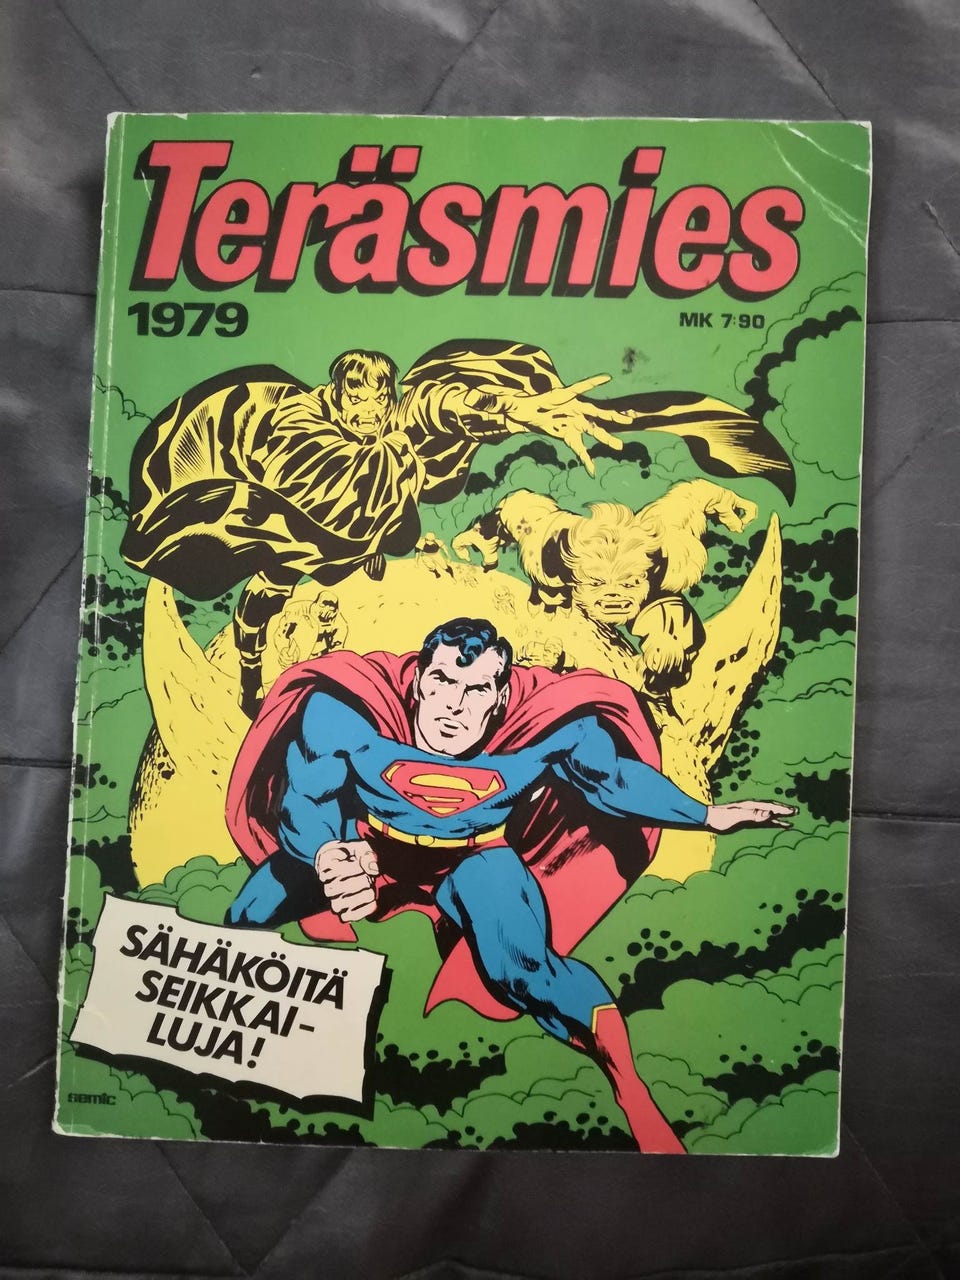 Teräsmies
1979
MK 7:90
S
SÄHÄKÖITÄ
SEIKKAI-
LUJA!
semic